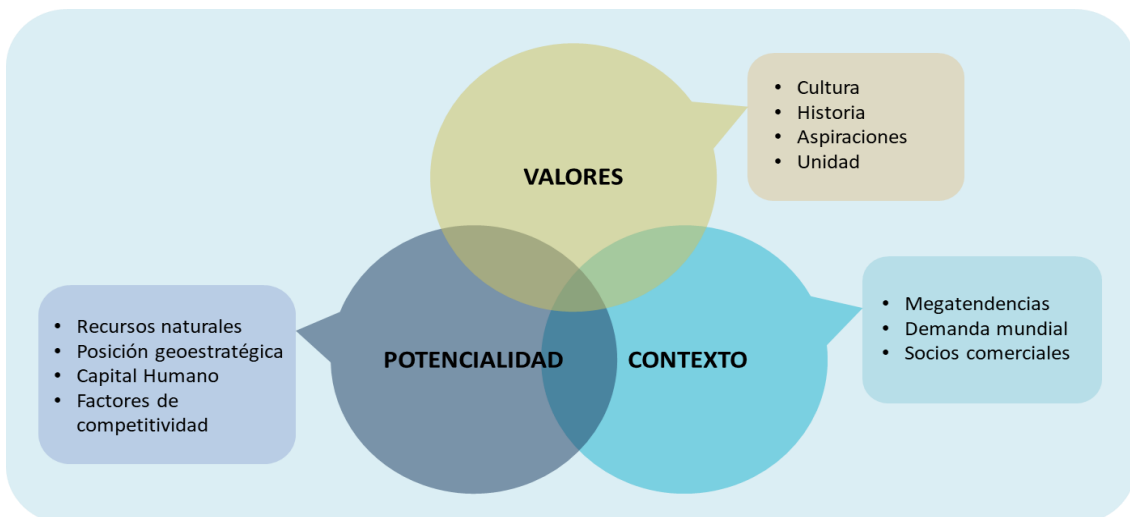 VALORES
• Cultura
• Historia
• Aspiraciones
• Unidad
POTENCIALIDAD
• Recursos naturales
• Posición geoestratégica
• Capital Humano
• Factores de
competitividad
CONTEXTO
• Megatendencias
• Demanda mundial
• Socios comerciales